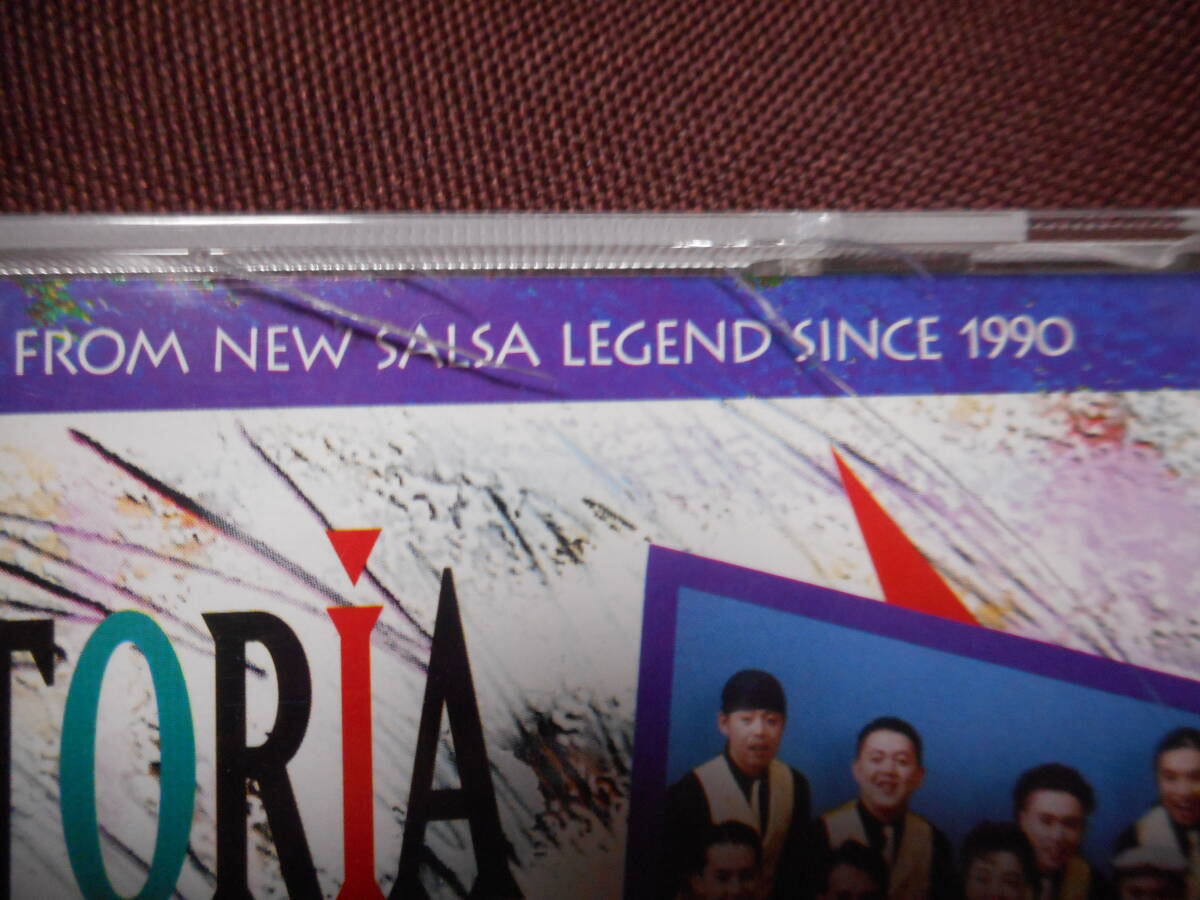 FROM NEW SALSA LEGEND SINCE 1990
TORiA